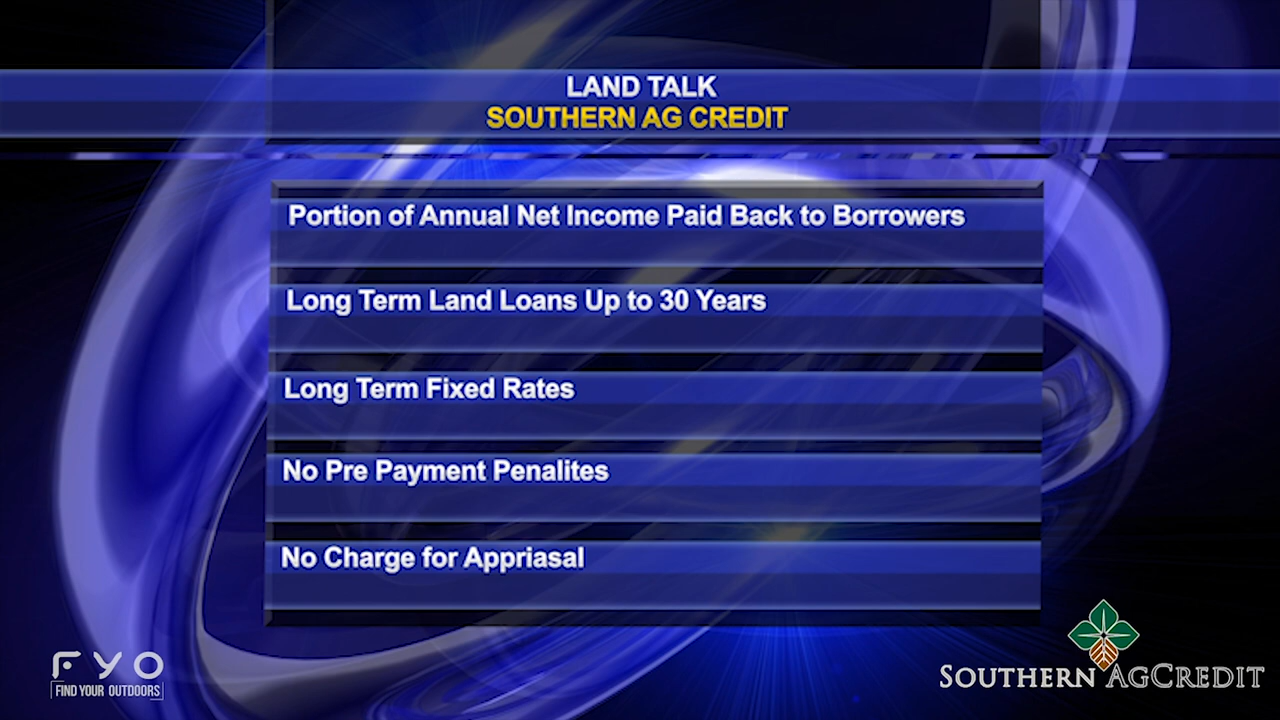 LAND TALK
SOUTHERN AG CREDIT
Portion of Annual Net Income Paid Back to Borrowers
Long Term Land Loans Up to 30 Years
Long Term Fixed Rates
No Pre Payment Penalites
No Charge for Appriasal
FYO
FIND YOUR OUTDOORS
SOUTHERN AGCREDIT